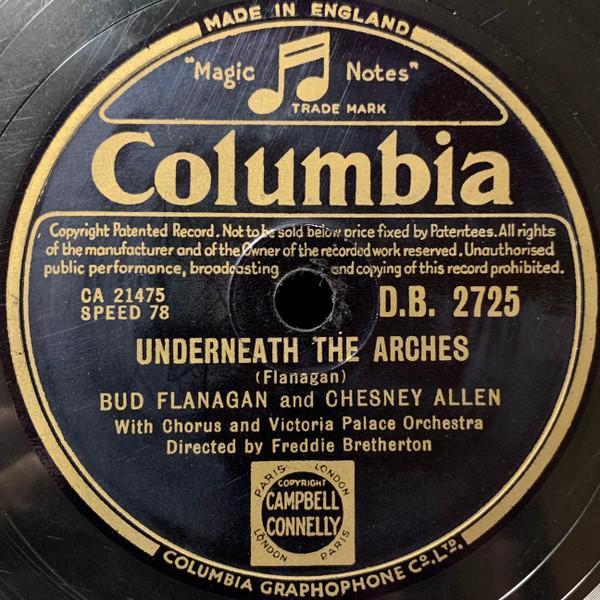 MADE IN ENGLAND
"Magic Notes"
TRADE MARK
Columbia
Copyright Patented Record. Not to be sold below price fixed by Patentees. All rights
of the manufacturer and of the Owner of the recorded work reserved. Unauthorised
public performance, broadcasting and copying of this record prohibited.
CA 21475
SPEED 78
D.B. 2725
UNDERNEATH THE ARCHES
(Flanagan)
BUD FLANAGAN and CHESNEY ALLEN
With Chorus and Victoria Palace Orchestra
Directed by Freddie Bretherton
PARIS LONDON
COPYRIGHT
CAMPBELL
CONNELLY
LONDON PARIS
COLUMBIA GRAPHOPHONE CO. LTD.